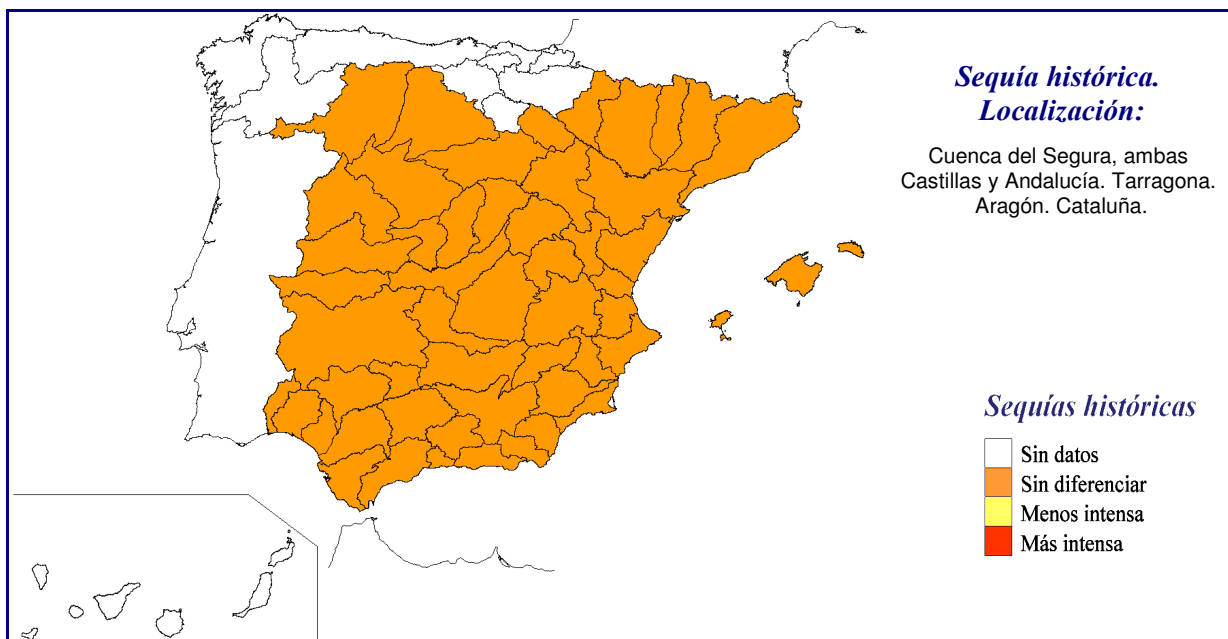 Sequía histórica.
Localización:
Cuenca del Segura, ambas
Castillas y Andalucía. Tarragona.
Aragón. Cataluña.
Sequías históricas
Sin datos
Sin diferenciar
Menos intensa
Más intensa